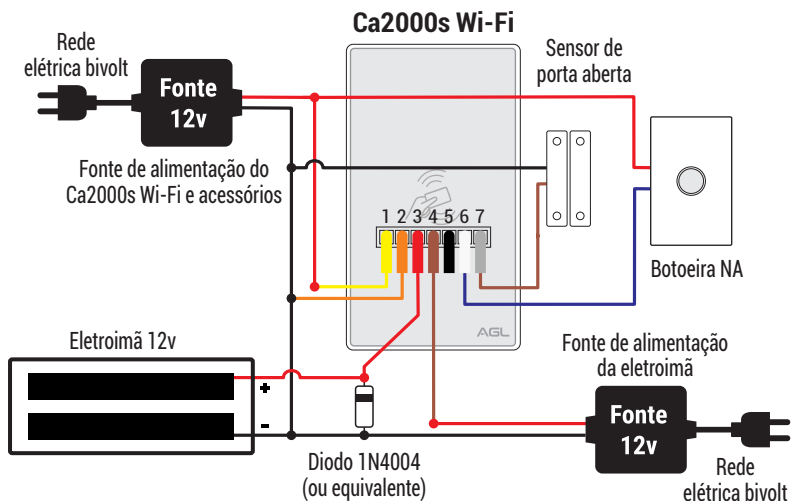 Ca2000s Wi-Fi
Rede
elétrica bivolt
Fonte
12v
Fonte de alimentação do
Ca2000s Wi-Fi e acessórios
Sensor de
porta aberta
Botoeira NA
1 2 3 4 5 6 7
AGL
Eletroimã 12v
+
-
Diodo 1N4004
(ou equivalente)
Fonte de alimentação
da eletroimã
Fonte
12v
Rede
elétrica bivolt